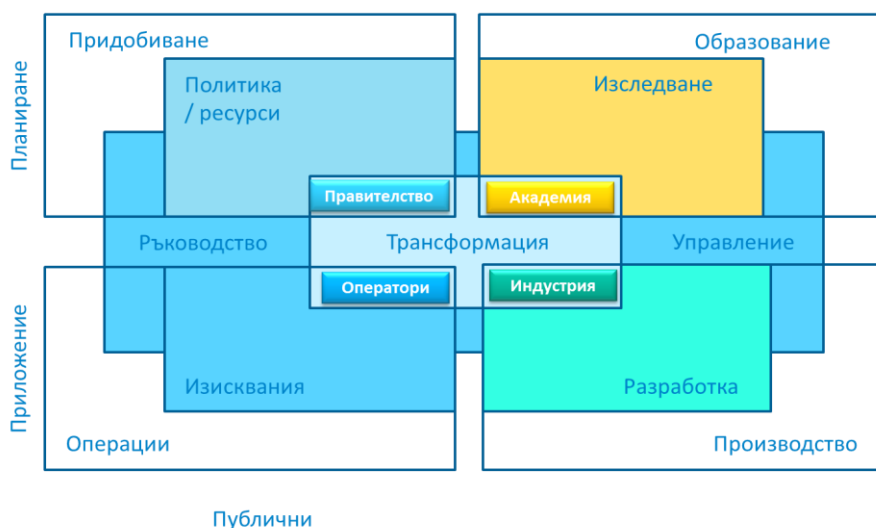 Придобиване
Образование
Политика
/ ресурси
Изследване
Планиране
Правителство
Академия
Ръководство
Трансформация
Управление
Оператори
Индустрия
Приложение
Изисквания
Разработка
Операции
Производство
Публични